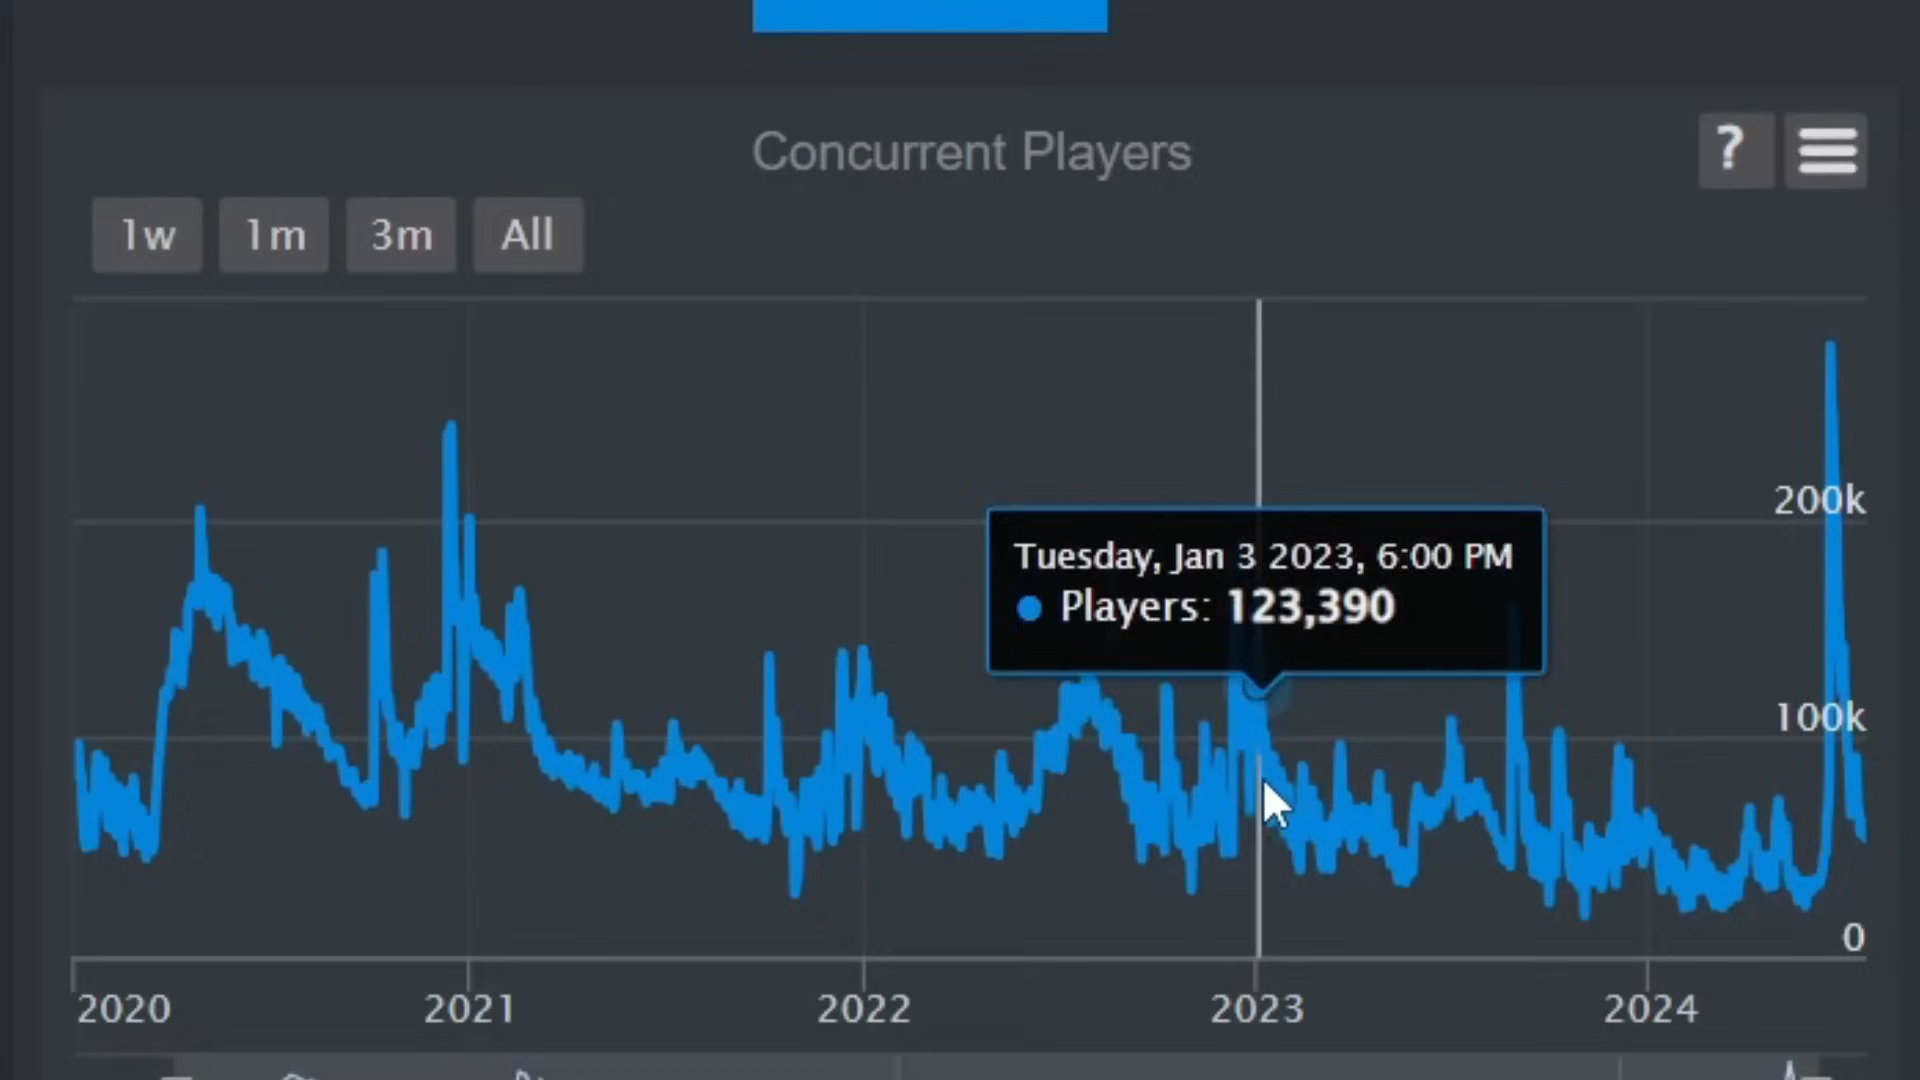 Concurrent Players
?
1w 1m 3m All
200k
Tuesday, Jan 3 2023, 6:00 PM
Players: 123,390
100k
0
2020 2021 2022 2023 2024